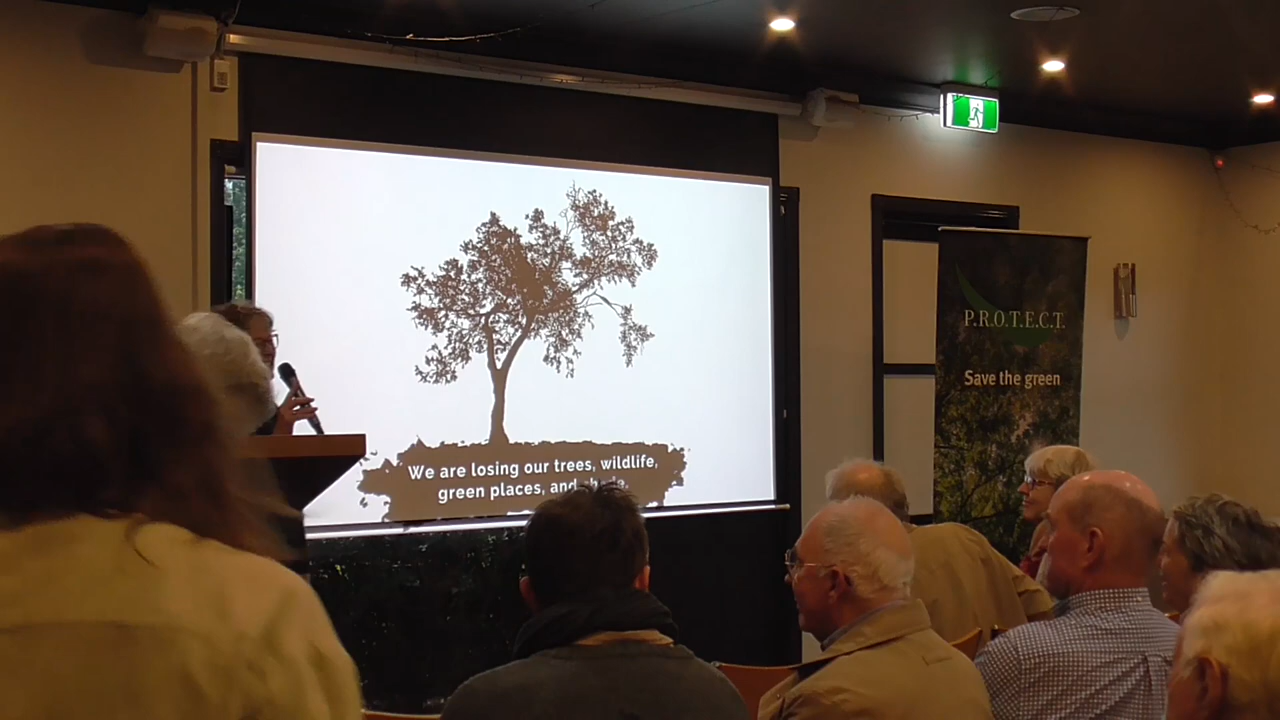 We are losing our trees, wildlife,
green places, and
P.R.O.T.E.C.T.
Save the green